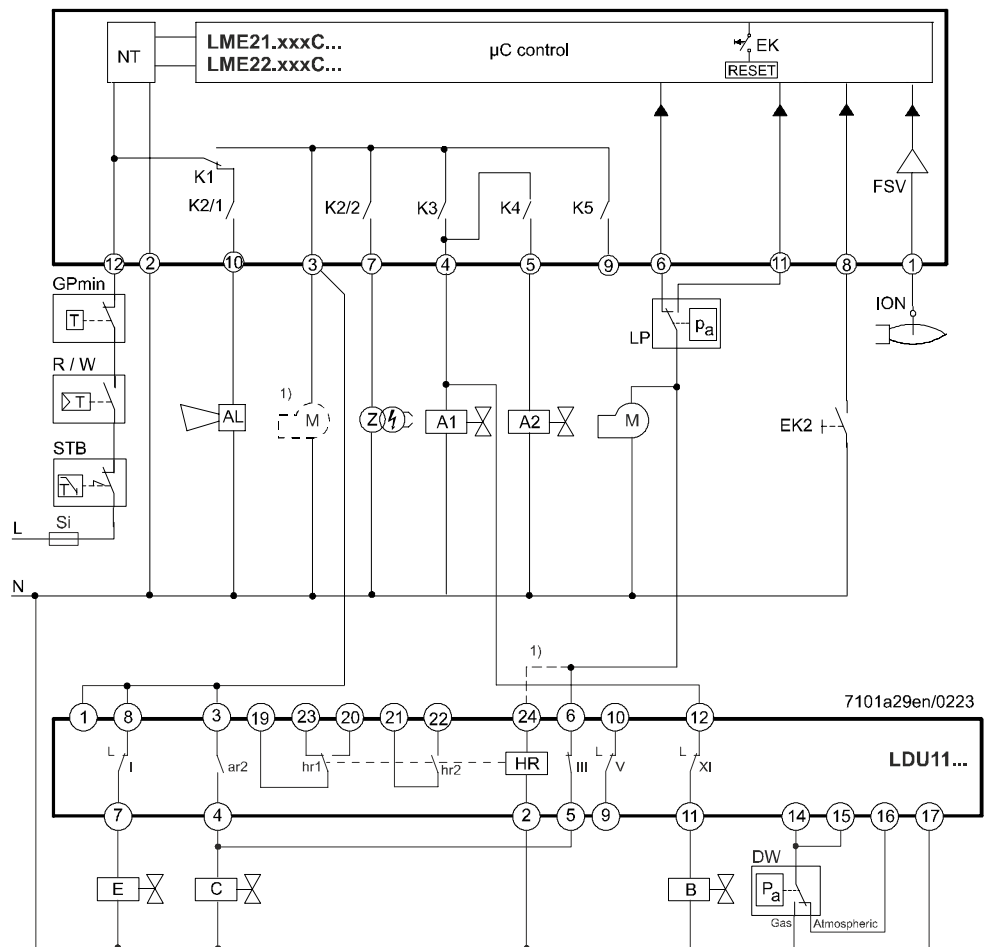 NT
LME21.xxxC...
LME22.xxxC...
µC control
EK
RESET
FSV
K1
K2/1
K2/2
K3
K4
K5
12
2
10
3
7
4
5
9
6
11
8
1
GPmin
T
R / W
T
STB
T
L
Si
N
AL
1)
M
Z
A1
A2
M
LP
pa
EK2
ION
1)
7101a29en/0223
1
8
3
19
23
20
21
22
24
6
10
12
LDU11...
I
ar2
hr1
hr2
HR
III
V
XI
7
4
2
5
9
11
14
15
16
17
E
C
B
DW
Pa
Gas
Atmospheric